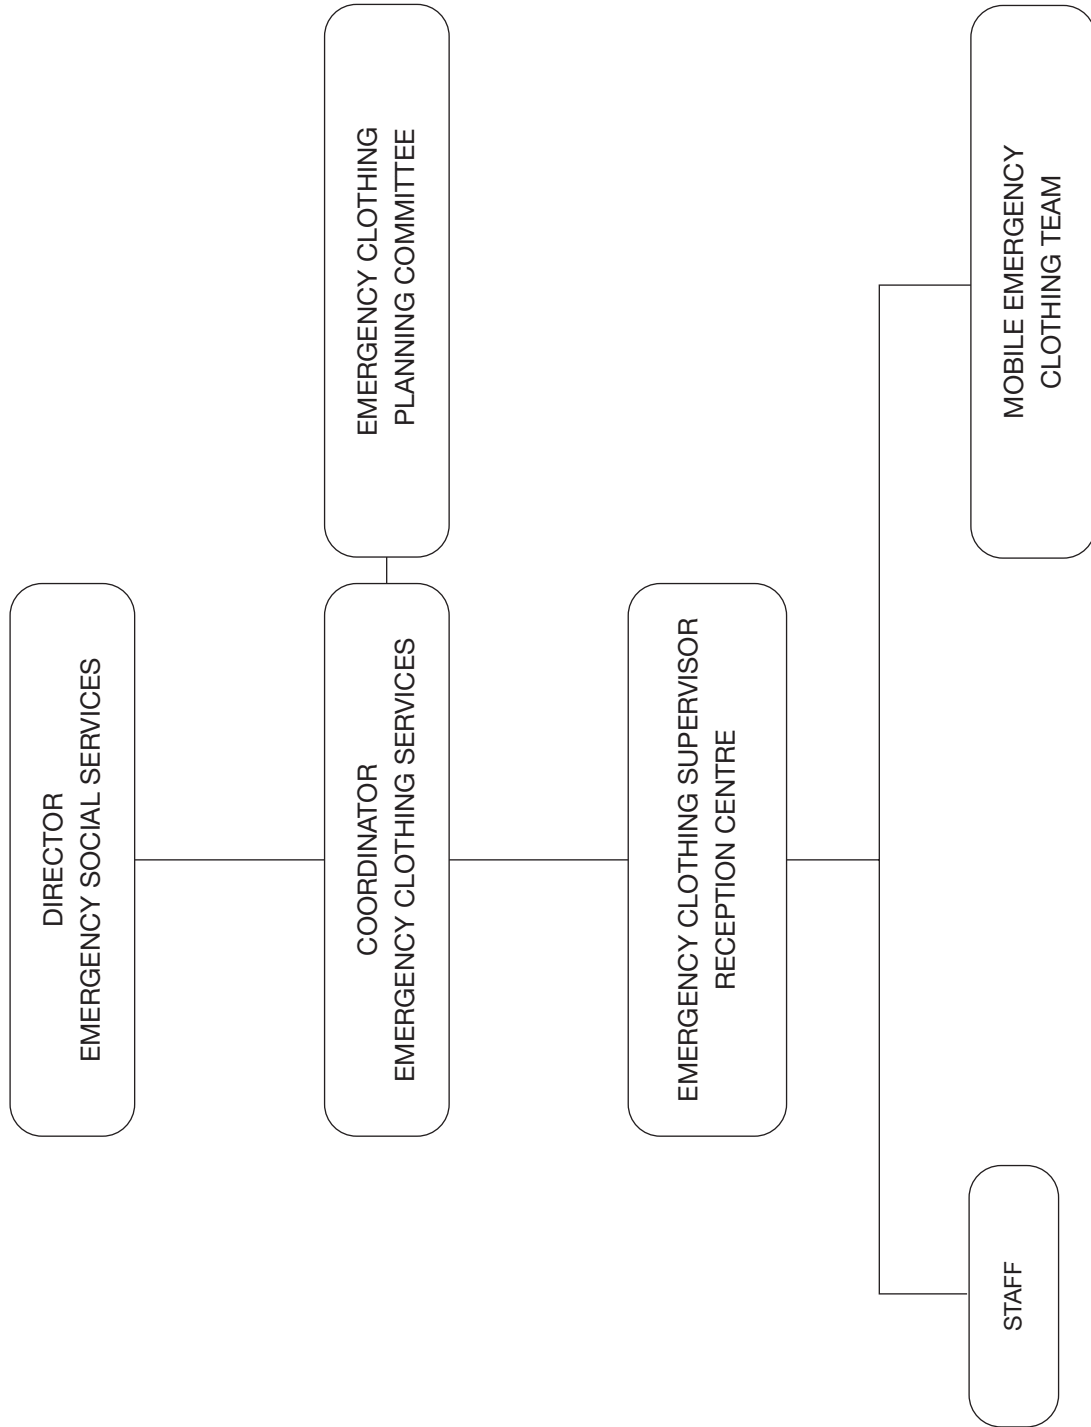 DIRECTOR
EMERGENCY SOCIAL SERVICES
COORDINATOR
EMERGENCY CLOTHING SERVICES
EMERGENCY CLOTHING
PLANNING COMMITTEE
EMERGENCY CLOTHING SUPERVISOR
RECEPTION CENTRE
STAFF
MOBILE EMERGENCY
CLOTHING TEAM